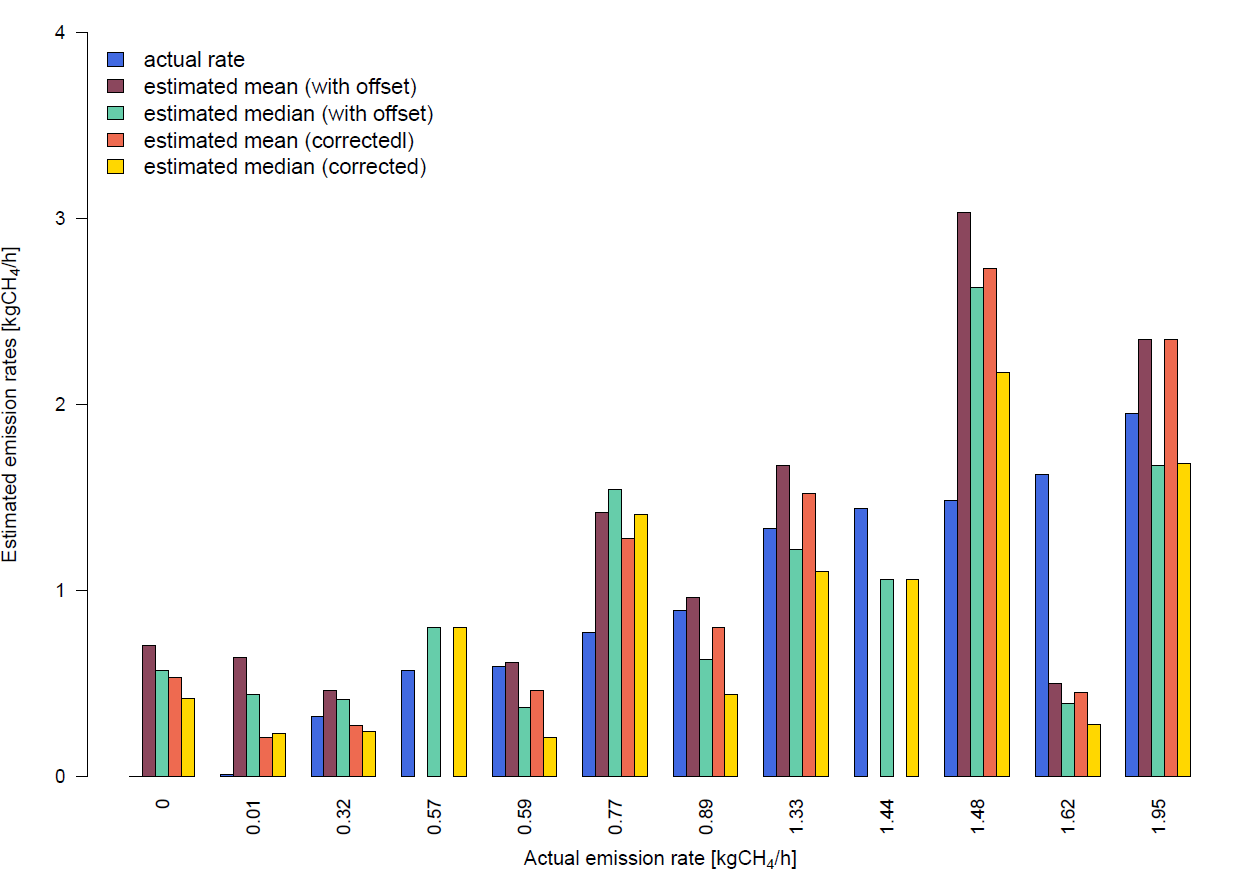 4
3
2
1
0
Estimated emission rates [kgCH₄/h]
actual rate
estimated mean (with offset)
estimated median (with offset)
estimated mean (correctedl)
estimated median (corrected)
0
0.01
0.32
0.57
0.59
0.77
0.89
1.33
1.44
1.48
1.62
1.95
Actual emission rate [kgCH₄/h]